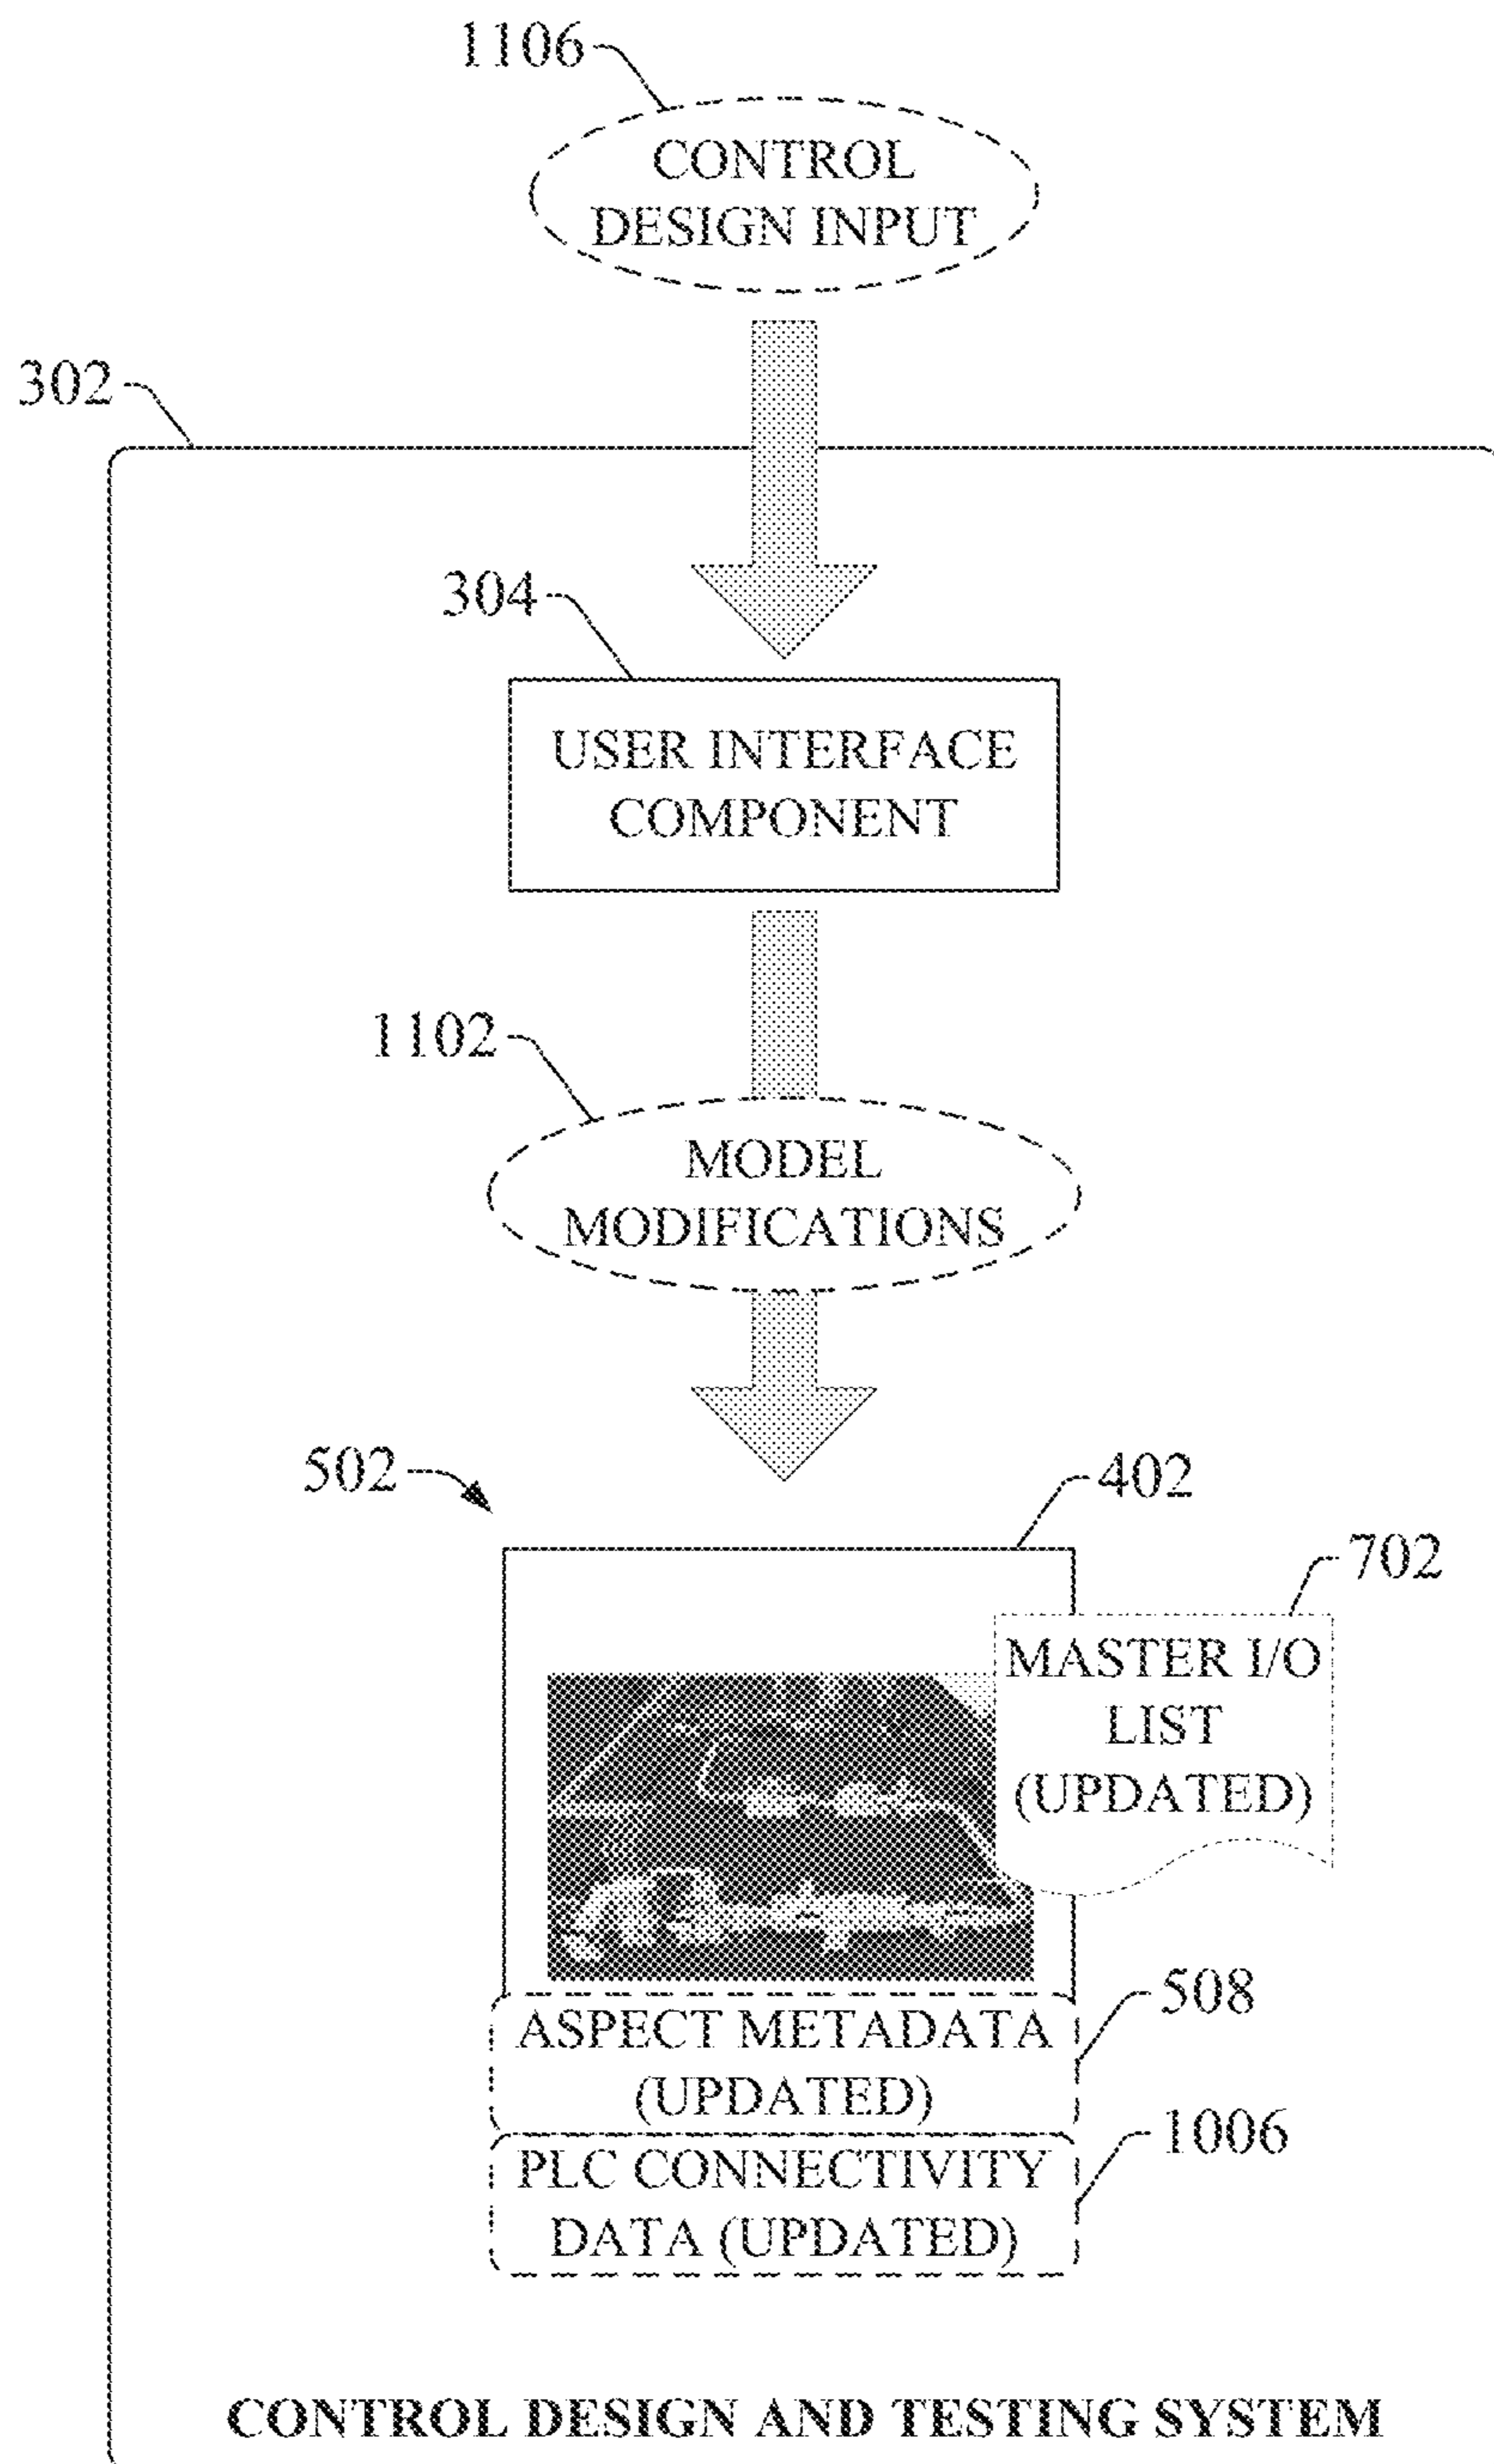 1106
CONTROL
DESIGN INPUT
302
304
USER INTERFACE
COMPONENT
1102
MODEL
MODIFICATIONS
502
402
702
MASTER I/O
LIST
(UPDATED)
508
ASPECT METADATA
(UPDATED)
1006
PLC CONNECTIVITY
DATA (UPDATED)
CONTROL DESIGN AND TESTING SYSTEM